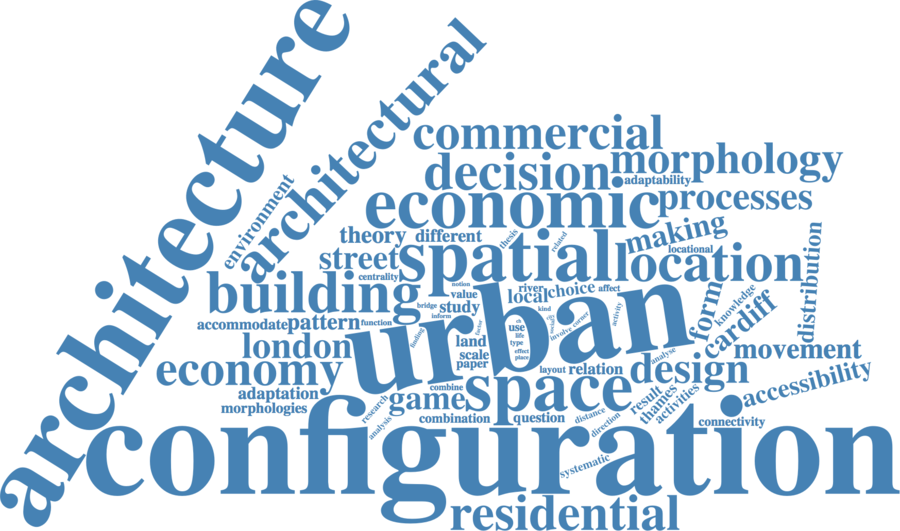 architecture
architectural
environment
commercial
decision
morphology
adaptability
economic
processes
theory
different
thesis
related
making
locational
street
spatial
location
distribution
centrality
building
notion
value
river
local
choice
affect
bridge
study
inform
kind
activity
form
knowledge
cardiff
accommodate
pattern
function
finding
factor
urban
use
life
type
effect
place
involve
corner
london
land
scale
paper
analyse
movement
economy
layout
relation
design
accessibility
adaptation
morphologies
combine
research
analysis
game
space
combination
question
distance
direction
result
thames
activities
connectivity
configuration
systematic
residential